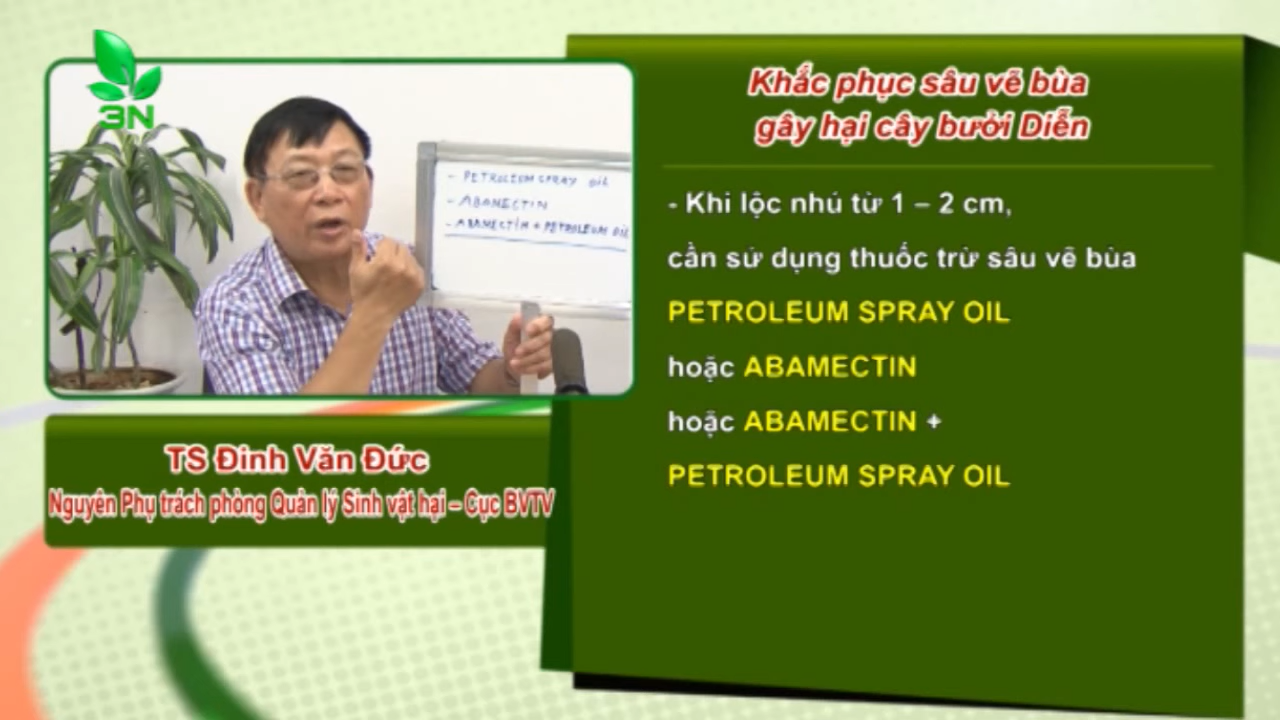 3N
- PETROLEUM SPRAY OIL
- ABAMECTIN
- ABAMECTIN + PETROLEUM OIL
TS Đinh Văn Đức
Nguyên Phụ trách phòng Quản lý Sinh vật hại – Cục BVTV
Khắc phục sâu vẽ bùa
gây hại cây bưởi Diễn
- Khi lộc nhú từ 1 – 2 cm,
cần sử dụng thuốc trừ sâu vẽ bùa
PETROLEUM SPRAY OIL
hoặc ABAMECTIN
hoặc ABAMECTIN +
PETROLEUM SPRAY OIL